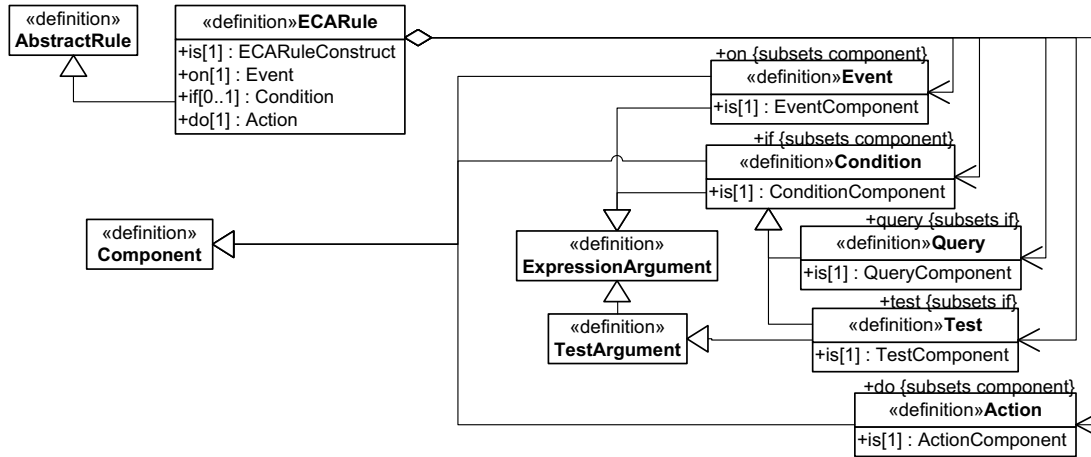 «definition»
AbstractRule
«definition»ECARule
+is[1] : ECARuleConstruct
+on[1] : Event
+if[0..1] : Condition
+do[1] : Action
+on {subsets component}
«definition»Event
+is[1] : EventComponent
+if {subsets component}
«definition»Condition
+is[1] : ConditionComponent
«definition»
Component
«definition»
ExpressionArgument
+query {subsets if}
«definition»Query
+is[1] : QueryComponent
«definition»
TestArgument
+test {subsets if}
«definition»Test
+is[1] : TestComponent
+do {subsets component}
«definition»Action
+is[1] : ActionComponent